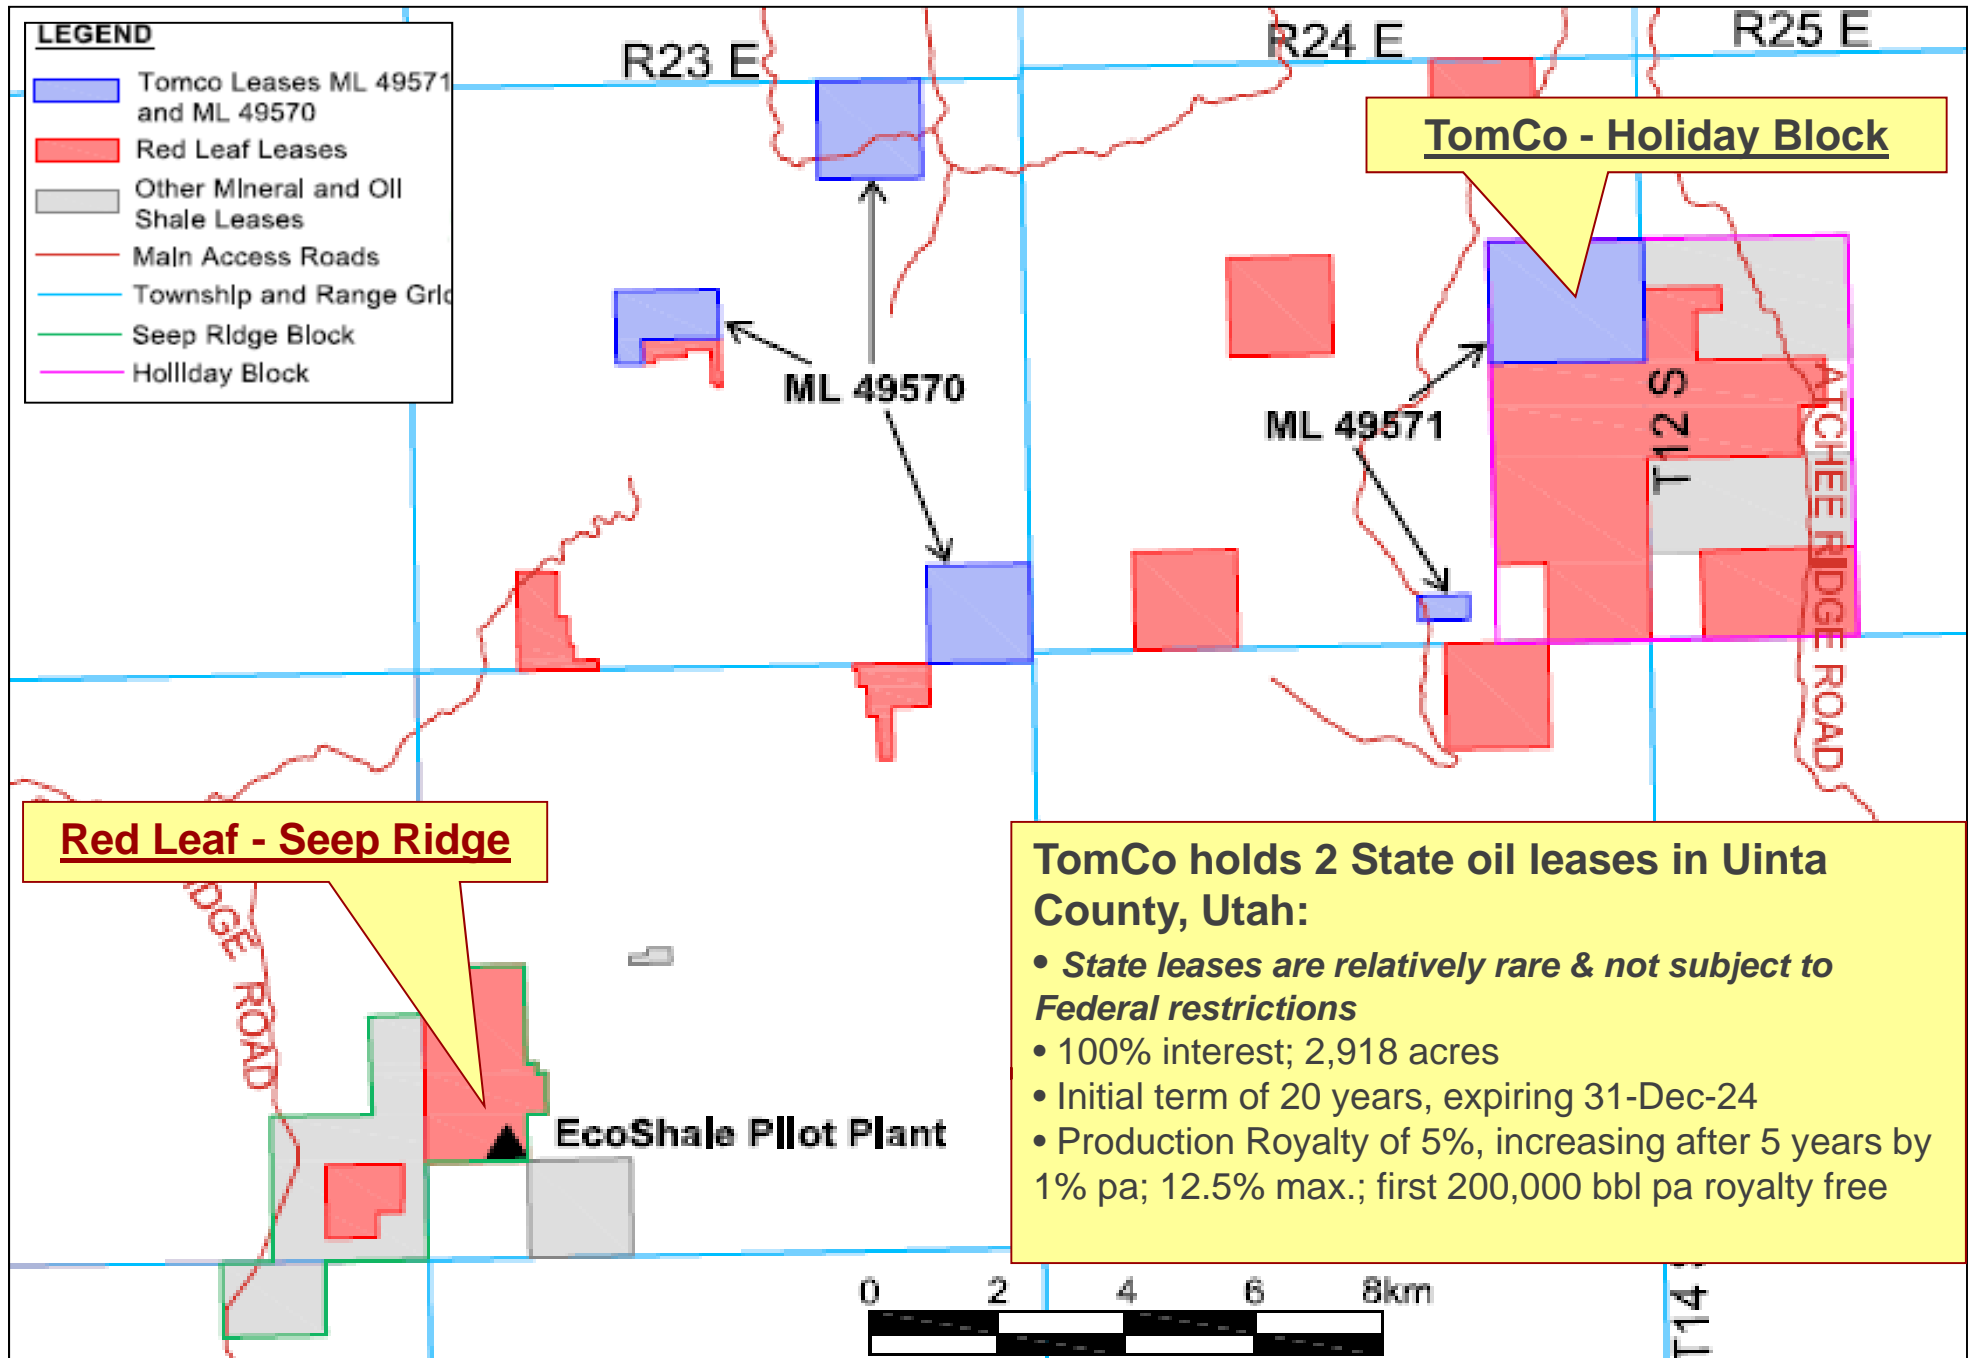 LEGEND
Tomco Leases ML 49571
and ML 49570
Red Leaf Leases
Other Mineral and Oil
Shale Leases
Main Access Roads
Township and Range Grid
Seep Ridge Block
Holliday Block
R23 E
R24 E
R25 E
TomCo - Holiday Block
ML 49570
ML 49571
T12 S
ATCHEE RIDGE ROAD
Red Leaf - Seep Ridge
RIDGE ROAD
EcoShale Pilot Plant
TomCo holds 2 State oil leases in Uinta
County, Utah:
• State leases are relatively rare & not subject to
Federal restrictions
• 100% interest; 2,918 acres
• Initial term of 20 years, expiring 31-Dec-24
• Production Royalty of 5%, increasing after 5 years by
1% pa; 12.5% max.; first 200,000 bbl pa royalty free
0 2 4 6 8km
T14